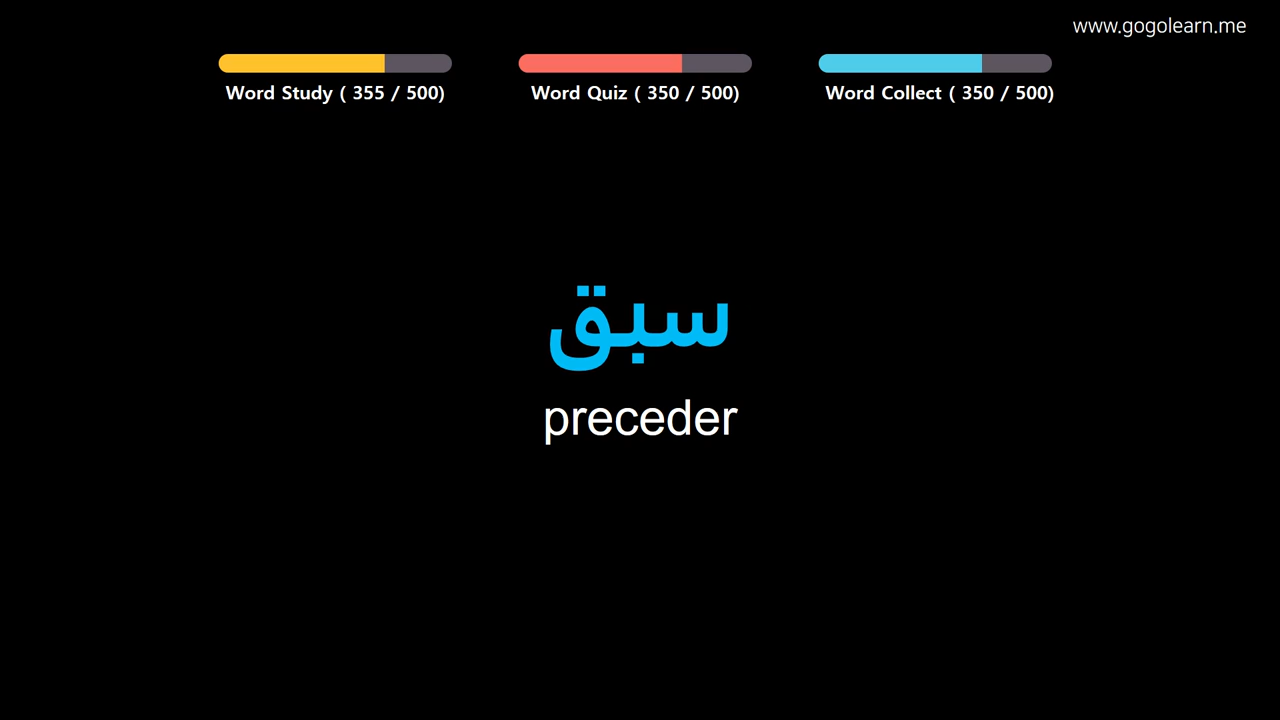 www.gogolearn.me
Word Study ( 355 / 500)
Word Quiz ( 350 / 500)
Word Collect ( 350 / 500)
سبق
preceder